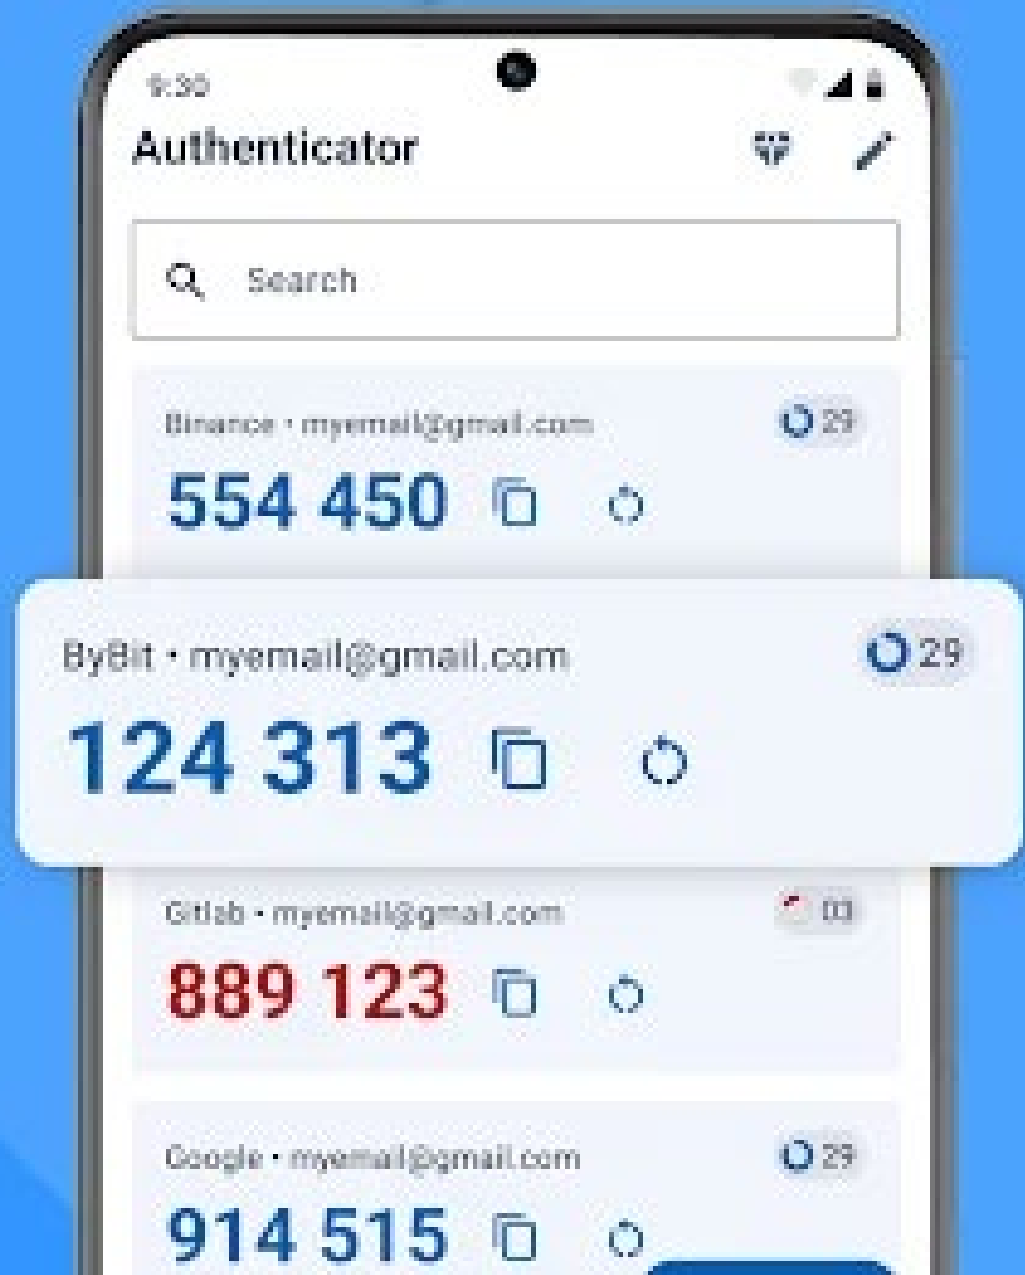 9:30
Authenticator
Search
Binance • myemail@gmail.com 29
554 450
ByBit • myemail@gmail.com 29
124 313
Gitlab • myemail@gmail.com 03
889 123
Google • myemail@gmail.com 29
914 515